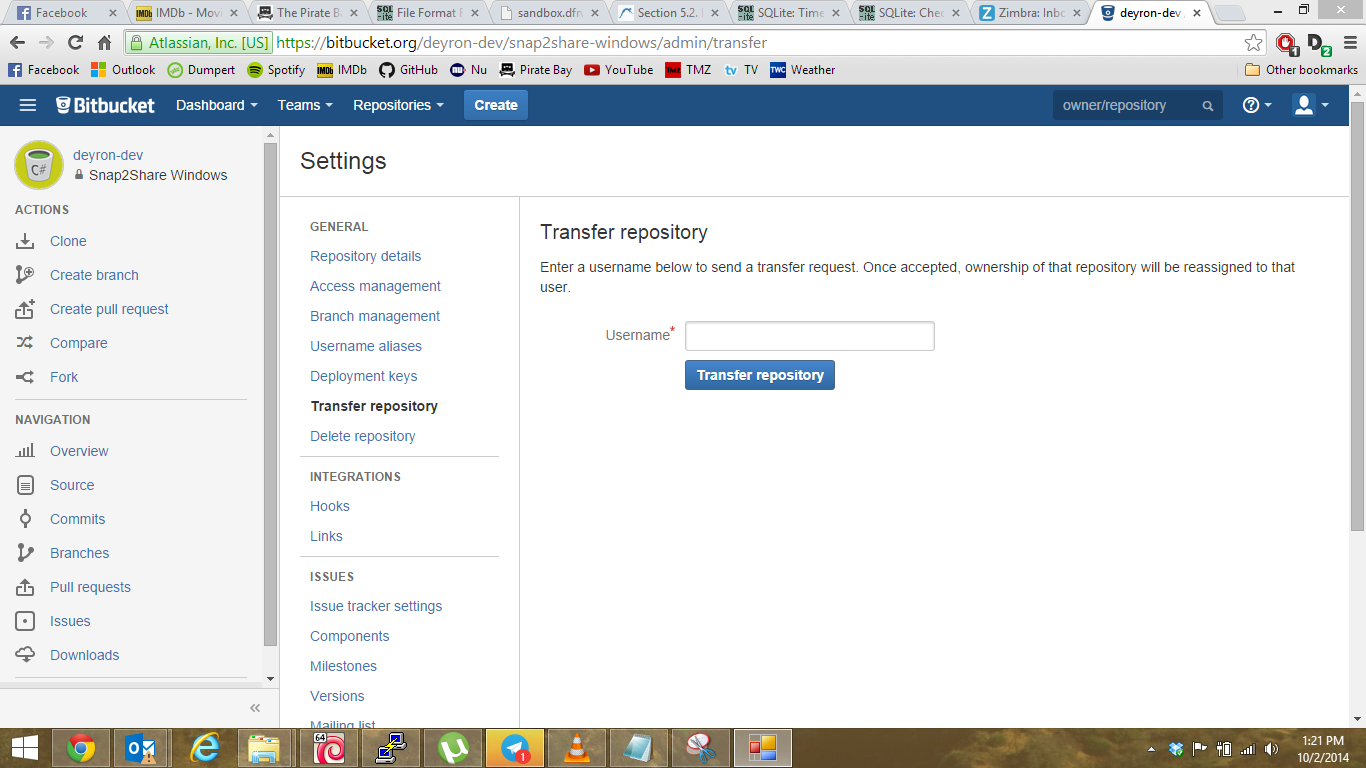 Facebook
IMDb - Movi
The Pirate B
File Format F
sandbox.dfn
Section 5.2.
SQLite: Time
SQLite: Chec
Zimbra: Inbo
deyron-dev
Atlassian, Inc. [US] https://bitbucket.org/deyron-dev/snap2share-windows/admin/transfer
Facebook Outlook Dumpert Spotify IMDb GitHub Nu Pirate Bay YouTube TMZ TV Weather Other bookmarks
Bitbucket Dashboard Teams Repositories Create owner/repository
deyron-dev
Snap2Share Windows
C#
ACTIONS
Clone
Create branch
Create pull request
Compare
Fork
NAVIGATION
Overview
Source
Commits
Branches
Pull requests
Issues
Downloads
Settings
GENERAL
Repository details
Access management
Branch management
Username aliases
Deployment keys
Transfer repository
Delete repository
INTEGRATIONS
Hooks
Links
ISSUES
Issue tracker settings
Components
Milestones
Versions
Mailing list
Transfer repository
Enter a username below to send a transfer request. Once accepted, ownership of that repository will be reassigned to that
user.
Username*
Transfer repository
1:21 PM
10/2/2014